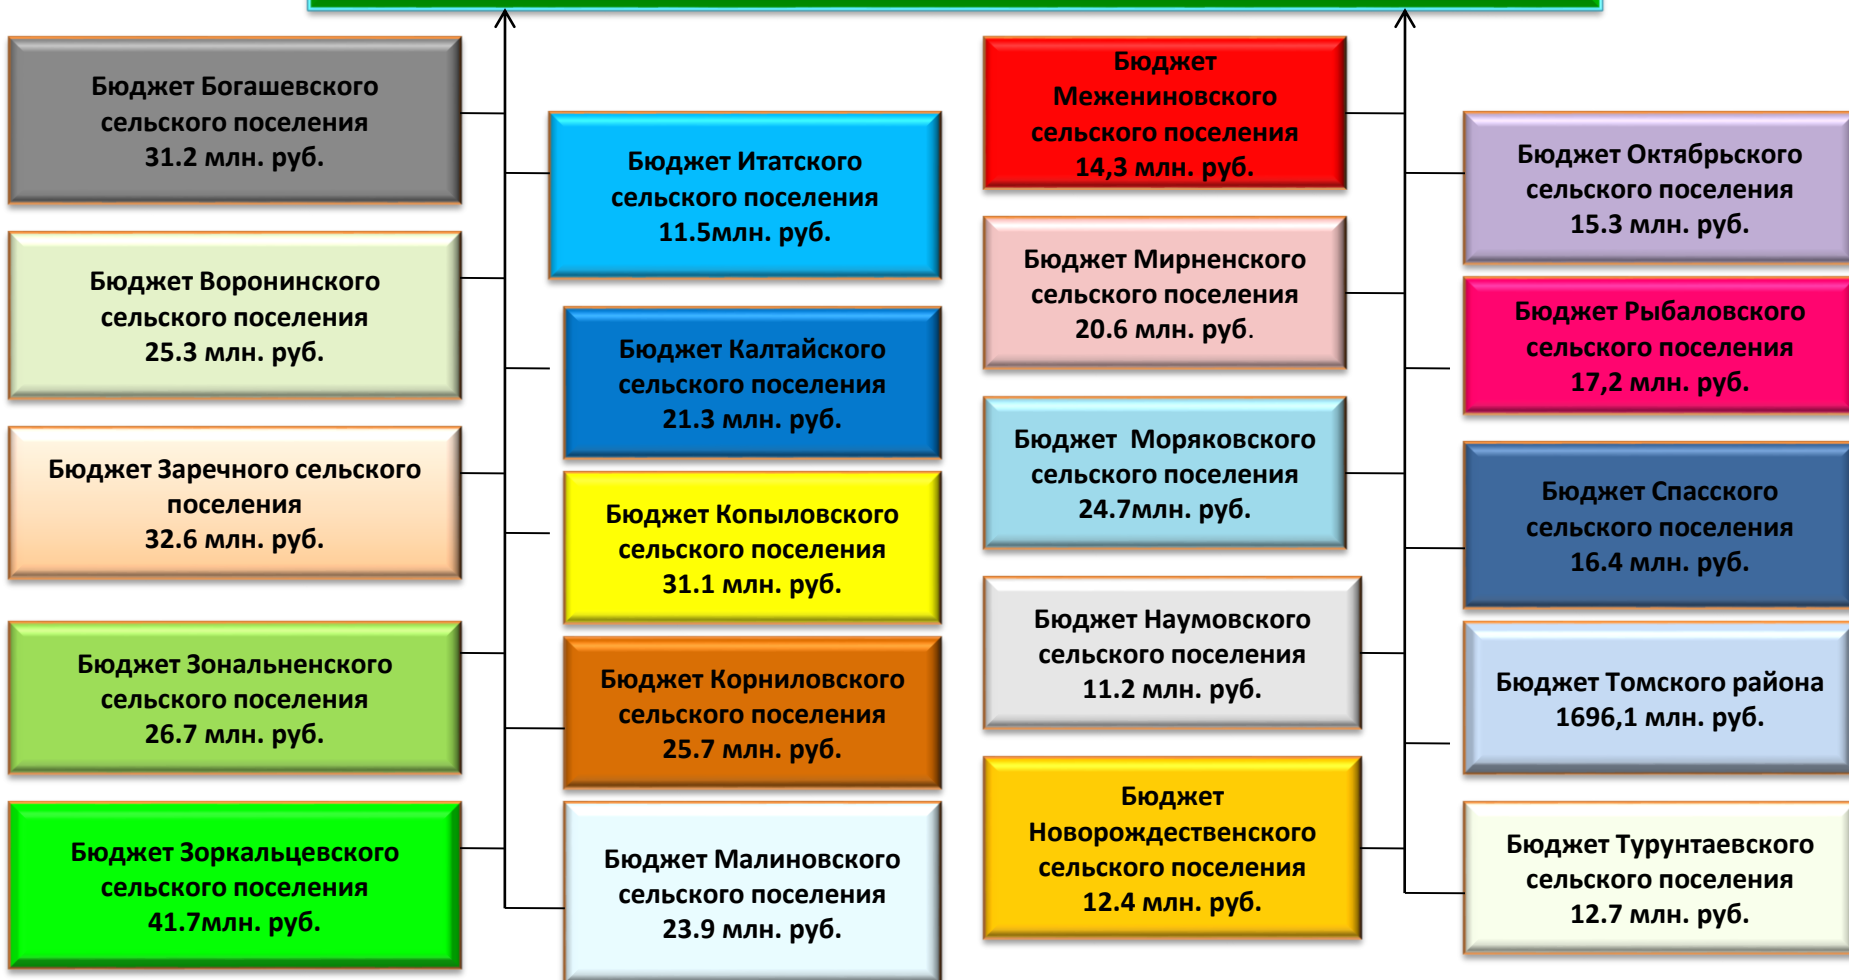 Бюджет Богашевского
сельского поселения
31.2 млн. руб.
Бюджет Воронинского
сельского поселения
25.3 млн. руб.
Бюджет Заречного сельского
поселения
32.6 млн. руб.
Бюджет Зональненского
сельского поселения
26.7 млн. руб.
Бюджет Зоркальцевского
сельского поселения
41.7млн. руб.
Бюджет Итатского
сельского поселения
11.5млн. руб.
Бюджет Калтайского
сельского поселения
21.3 млн. руб.
Бюджет Копыловского
сельского поселения
31.1 млн. руб.
Бюджет Корниловского
сельского поселения
25.7 млн. руб.
Бюджет Малиновского
сельского поселения
23.9 млн. руб.
Бюджет
Межениновского
сельского поселения
14,3 млн. руб.
Бюджет Мирненского
сельского поселения
20.6 млн. руб.
Бюджет  Моряковского
сельского поселения
24.7млн. руб.
Бюджет Наумовского
сельского поселения
11.2 млн. руб.
Бюджет
Новорождественского
сельского поселения
12.4 млн. руб.
Бюджет Октябрьского
сельского поселения
15.3 млн. руб.
Бюджет Рыбаловского
сельского поселения
17,2 млн. руб.
Бюджет Спасского
сельского поселения
16.4 млн. руб.
Бюджет Томского района
1696,1 млн. руб.
Бюджет Турунтаевского
сельского поселения
12.7 млн. руб.